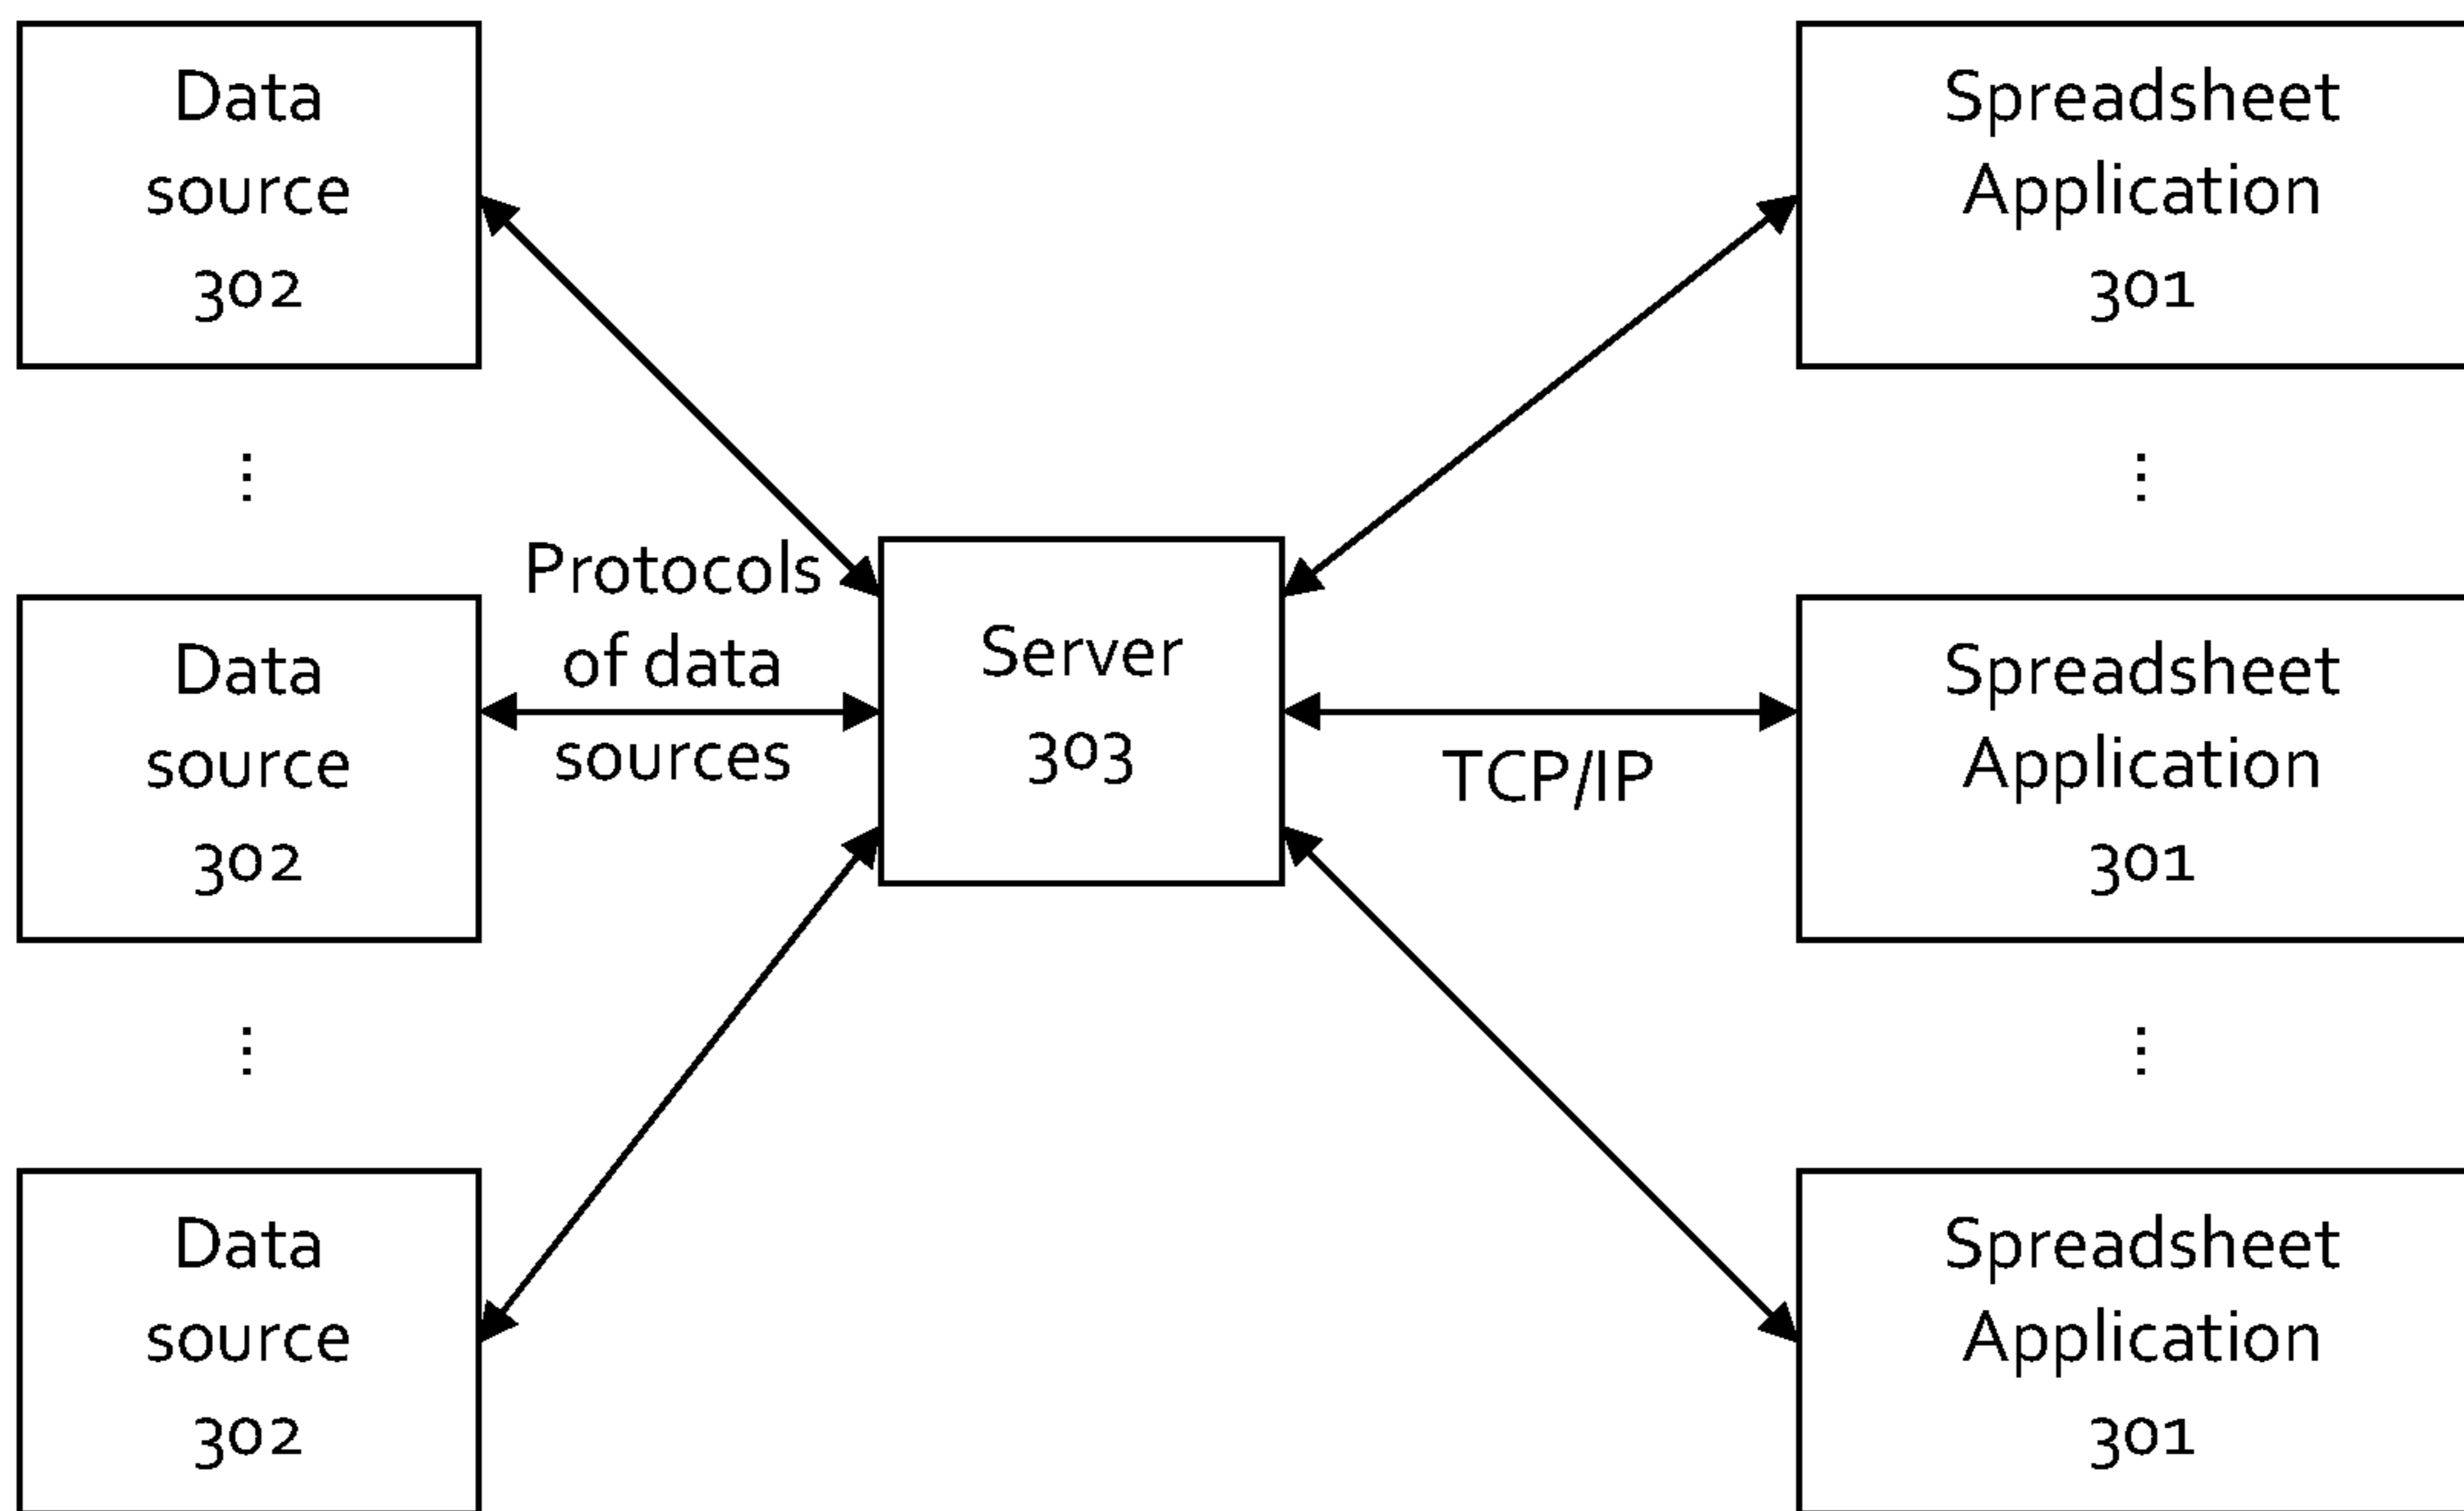 Data
source
302
⋮
Data
source
302
⋮
Data
source
302
Protocols
of data
sources
Server
303
TCP/IP
Spreadsheet
Application
301
⋮
Spreadsheet
Application
301
⋮
Spreadsheet
Application
301